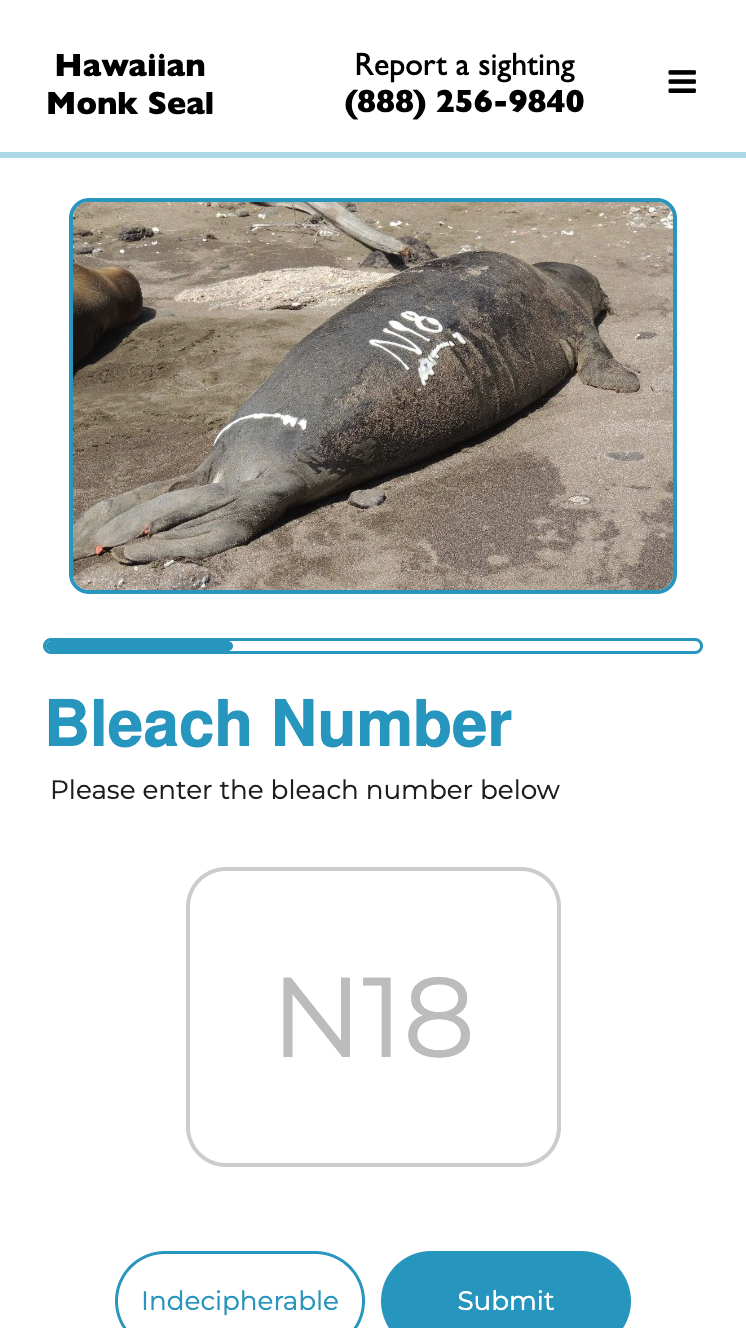 Hawaiian
Monk Seal
Report a sighting
(888) 256-9840
N18
Bleach Number
Please enter the bleach number below
N18
Indecipherable
Submit